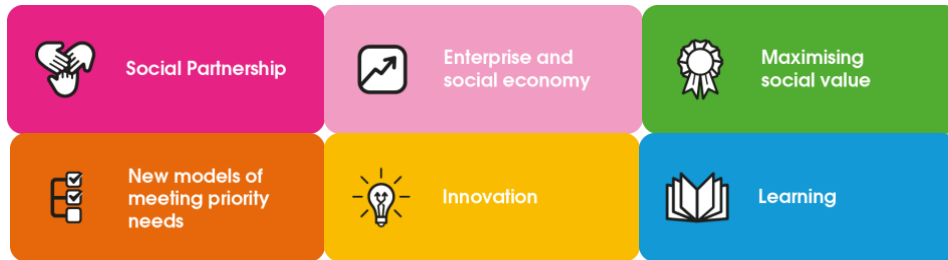 Social Partnership
Enterprise and
social economy
Maximising
social value
New models of
meeting priority
needs
Innovation
Learning